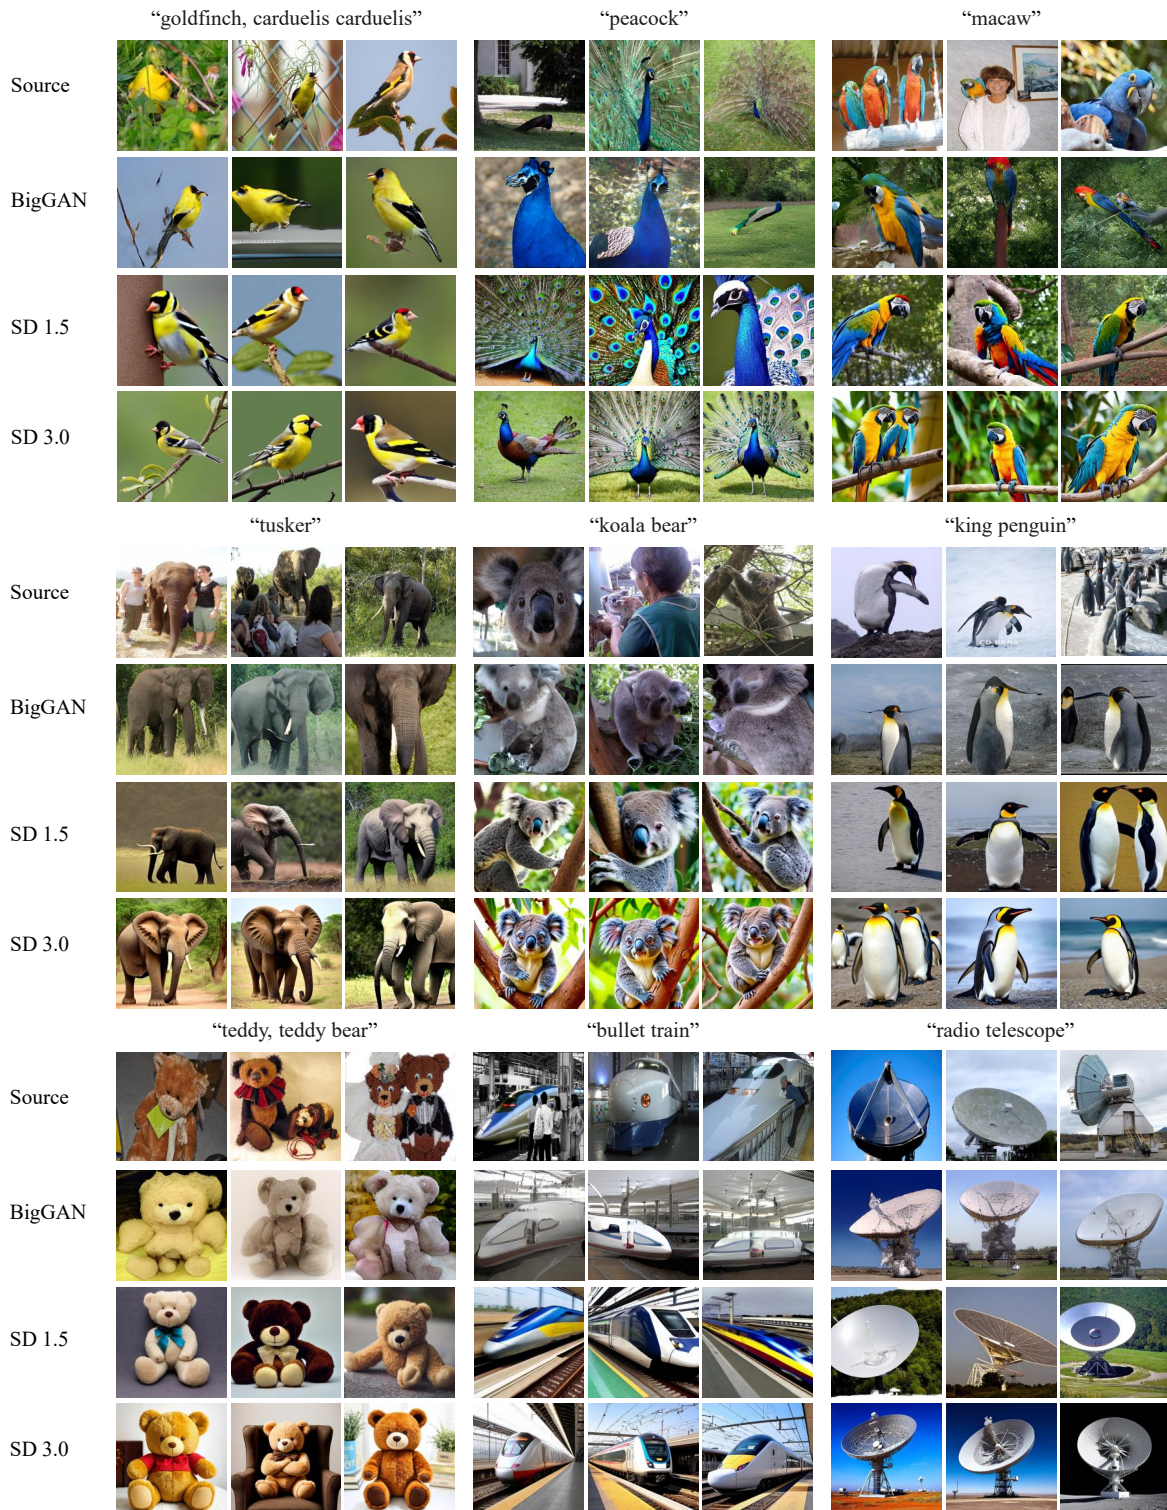 “goldfinch, carduelis carduelis” “peacock” “macaw”
Source
BigGAN
SD 1.5
SD 3.0
“tusker” “koala bear” “king penguin”
Source
CD BANK
BigGAN
SD 1.5
SD 3.0
“teddy, teddy bear” “bullet train” “radio telescope”
Source
BigGAN
SD 1.5
SD 3.0